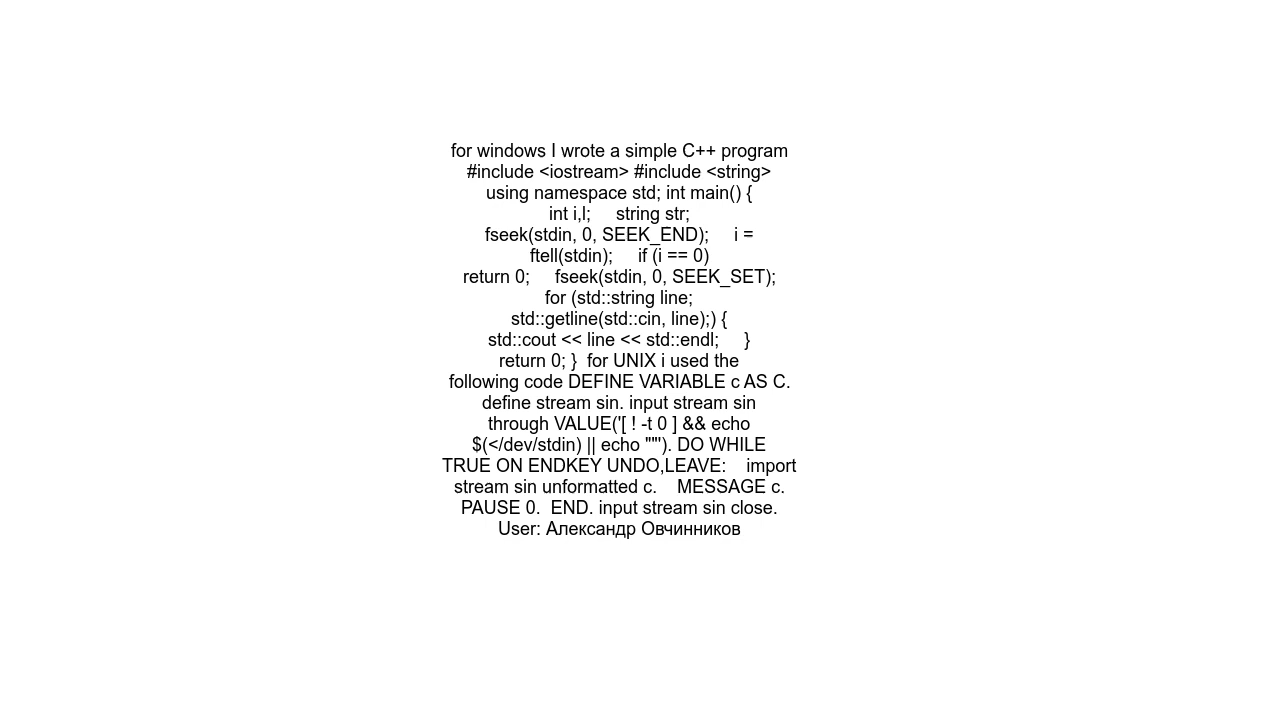 for windows I wrote a simple C++ program
#include <iostream> #include <string>
using namespace std; int main() {
int i,l;     string str;
fseek(stdin, 0, SEEK_END);     i =
ftell(stdin);     if (i == 0)
return 0;     fseek(stdin, 0, SEEK_SET);
for (std::string line;
std::getline(std::cin, line);) {
std::cout << line << std::endl;     }
return 0; }  for UNIX i used the
following code DEFINE VARIABLE c AS C.
define stream sin. input stream sin
through VALUE('[ ! -t 0 ] && echo
$(</dev/stdin) || echo ""'). DO WHILE
TRUE ON ENDKEY UNDO,LEAVE:    import
stream sin unformatted c.    MESSAGE c.
PAUSE 0.  END. input stream sin close.
User: Александр Овчинников